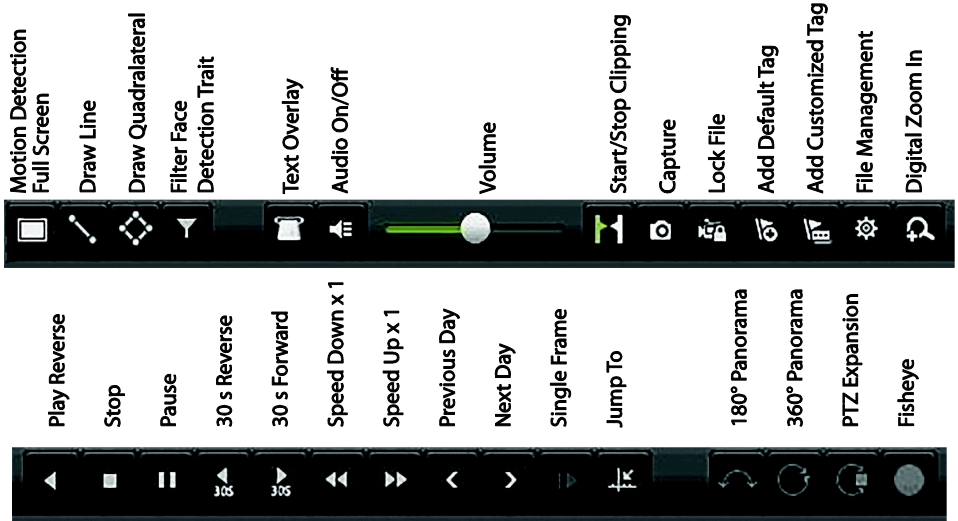 Motion Detection
Full Screen
Draw Line
Draw Quadralateral
Filter Face
Detection Trait
Text Overlay
Audio On/Off
Volume
Start/Stop Clipping
Capture
Lock File
Add Default Tag
Add Customized Tag
File Management
Digital Zoom In
Play Reverse
Stop
Pause
30 s Reverse
30 s Forward
Speed Down x 1
Speed Up x 1
Previous Day
Next Day
Single Frame
Jump To
180° Panorama
360° Panorama
PTZ Expansion
Fisheye
30S
30S